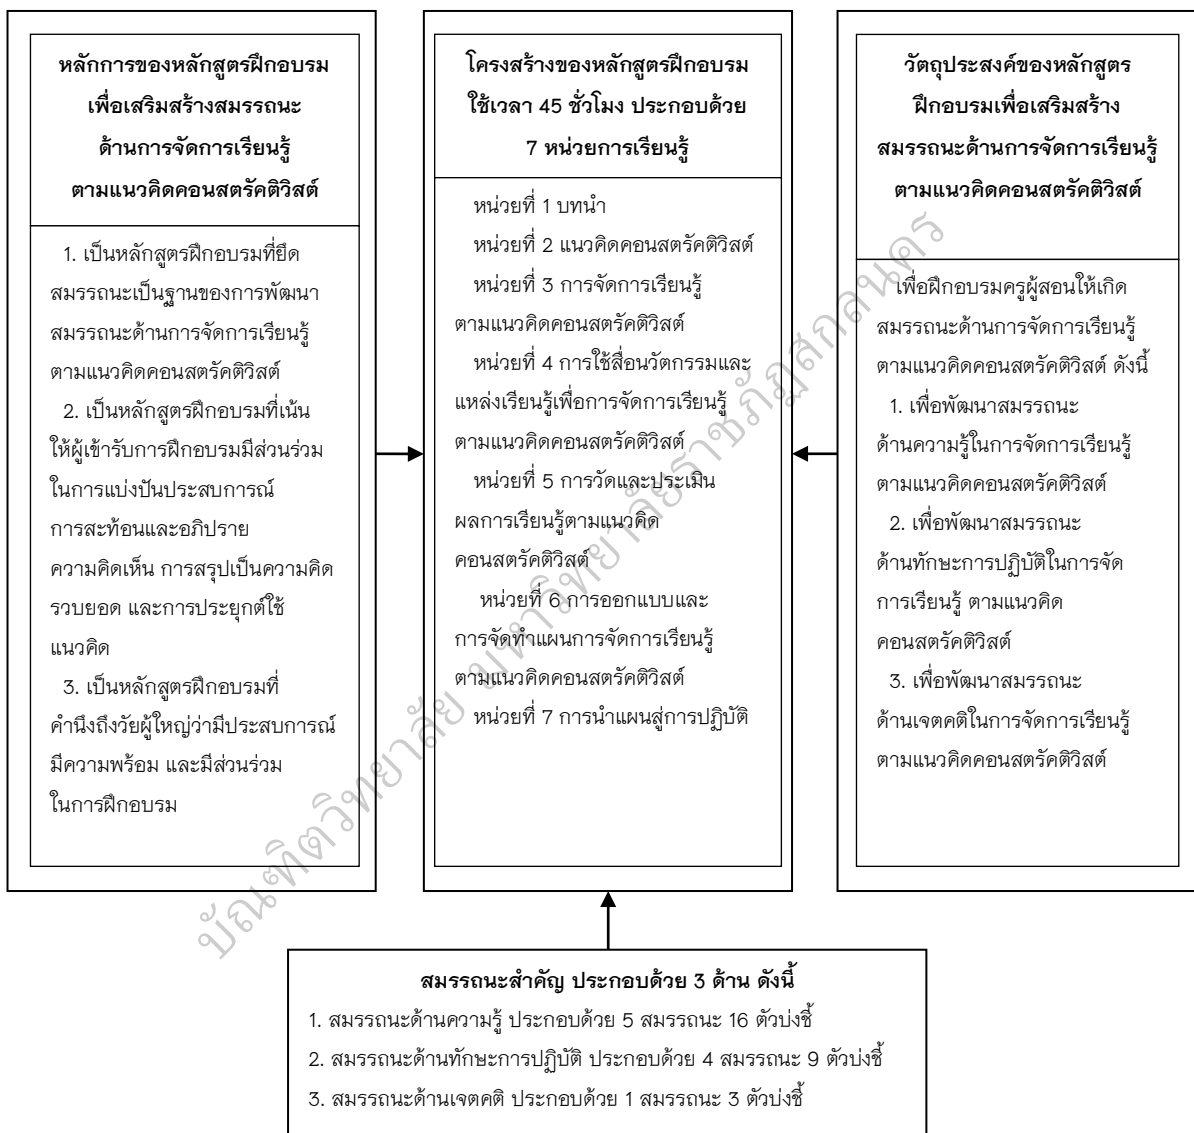 หลักการของหลักสูตรฝึกอบรม
เพื่อเสริมสร้างสมรรถนะ
ด้านการจัดการเรียนรู้
ตามแนวคิดคอนสตรัคติวิสต์
1. เป็นหลักสูตรฝึกอบรมที่ยึด
สมรรถนะเป็นฐานของการพัฒนา
สมรรถนะด้านการจัดการเรียนรู้
ตามแนวคิดคอนสตรัคติวิสต์
2. เป็นหลักสูตรฝึกอบรมที่เน้น
ให้ผู้เข้ารับการฝึกอบรมมีส่วนร่วม
ในการแบ่งปันประสบการณ์
การสะท้อนและอภิปราย
ความคิดเห็น การสรุปเป็นความคิด
รวบยอด และการประยุกต์ใช้
แนวคิด
3. เป็นหลักสูตรฝึกอบรมที่
คำนึงถึงวัยผู้ใหญ่ว่ามีประสบการณ์
มีความพร้อม และมีส่วนร่วม
ในการฝึกอบรม
โครงสร้างของหลักสูตรฝึกอบรม
ใช้เวลา 45 ชั่วโมง ประกอบด้วย
7 หน่วยการเรียนรู้
หน่วยที่ 1 บทนำ
หน่วยที่ 2 แนวคิดคอนสตรัคติวิสต์
หน่วยที่ 3 การจัดการเรียนรู้
ตามแนวคิดคอนสตรัคติวิสต์
หน่วยที่ 4 การใช้สื่อนวัตกรรมและ
แหล่งเรียนรู้เพื่อการจัดการเรียนรู้
ตามแนวคิดคอนสตรัคติวิสต์
หน่วยที่ 5 การวัดและประเมิน
ผลการเรียนรู้ตามแนวคิด
คอนสตรัคติวิสต์
หน่วยที่ 6 การออกแบบและ
การจัดทำแผนการจัดการเรียนรู้
ตามแนวคิดคอนสตรัคติวิสต์
หน่วยที่ 7 การนำแผนสู่การปฏิบัติ
วัตถุประสงค์ของหลักสูตร
ฝึกอบรมเพื่อเสริมสร้าง
สมรรถนะด้านการจัดการเรียนรู้
ตามแนวคิดคอนสตรัคติวิสต์
เพื่อฝึกอบรมครูผู้สอนให้เกิด
สมรรถนะด้านการจัดการเรียนรู้
ตามแนวคิดคอนสตรัคติวิสต์ ดังนี้
1. เพื่อพัฒนาสมรรถนะ
ด้านความรู้ในการจัดการเรียนรู้
ตามแนวคิดคอนสตรัคติวิสต์
2. เพื่อพัฒนาสมรรถนะ
ด้านทักษะการปฏิบัติในการจัด
การเรียนรู้ ตามแนวคิด
คอนสตรัคติวิสต์
3. เพื่อพัฒนาสมรรถนะ
ด้านเจตคติในการจัดการเรียนรู้
ตามแนวคิดคอนสตรัคติวิสต์
บัณฑิตวิทยาลัย มหาวิทยาลัยราชภัฏสกลนคร
สมรรถนะสำคัญ ประกอบด้วย 3 ด้าน ดังนี้
1. สมรรถนะด้านความรู้ ประกอบด้วย 5 สมรรถนะ 16 ตัวบ่งชี้
2. สมรรถนะด้านทักษะการปฏิบัติ ประกอบด้วย 4 สมรรถนะ 9 ตัวบ่งชี้
3. สมรรถนะด้านเจตคติ ประกอบด้วย 1 สมรรถนะ 3 ตัวบ่งชี้